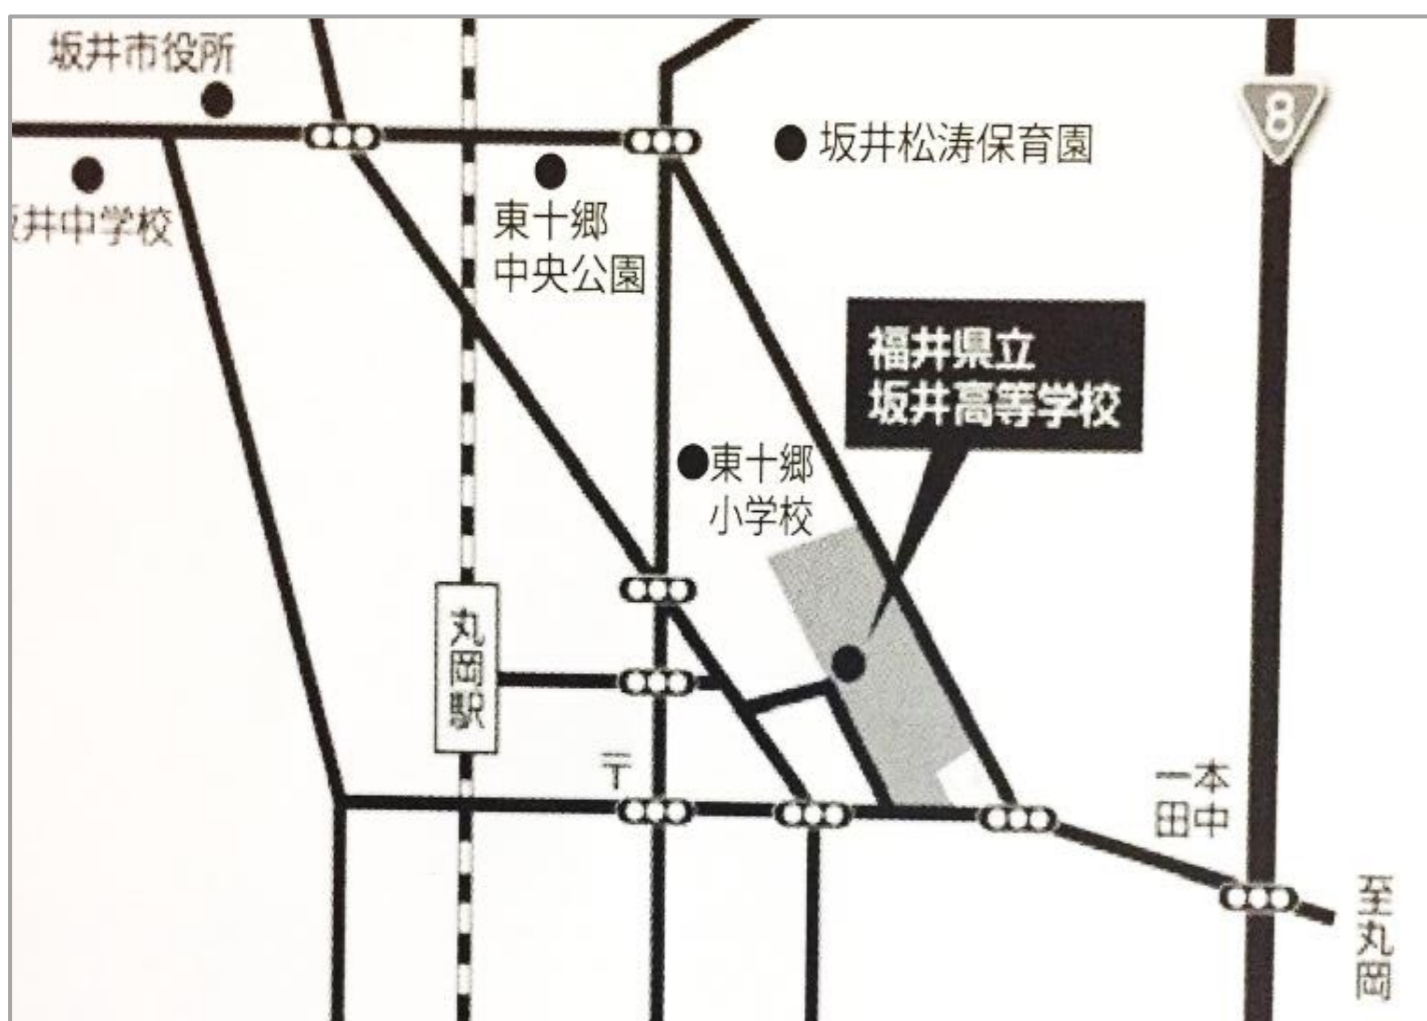 坂井市役所
8
坂井松涛保育園
井中学校
東十郷
中央公園
福井県立
坂井高等学校
東十郷
小学校
丸岡駅
〒
一本
田中
至丸岡